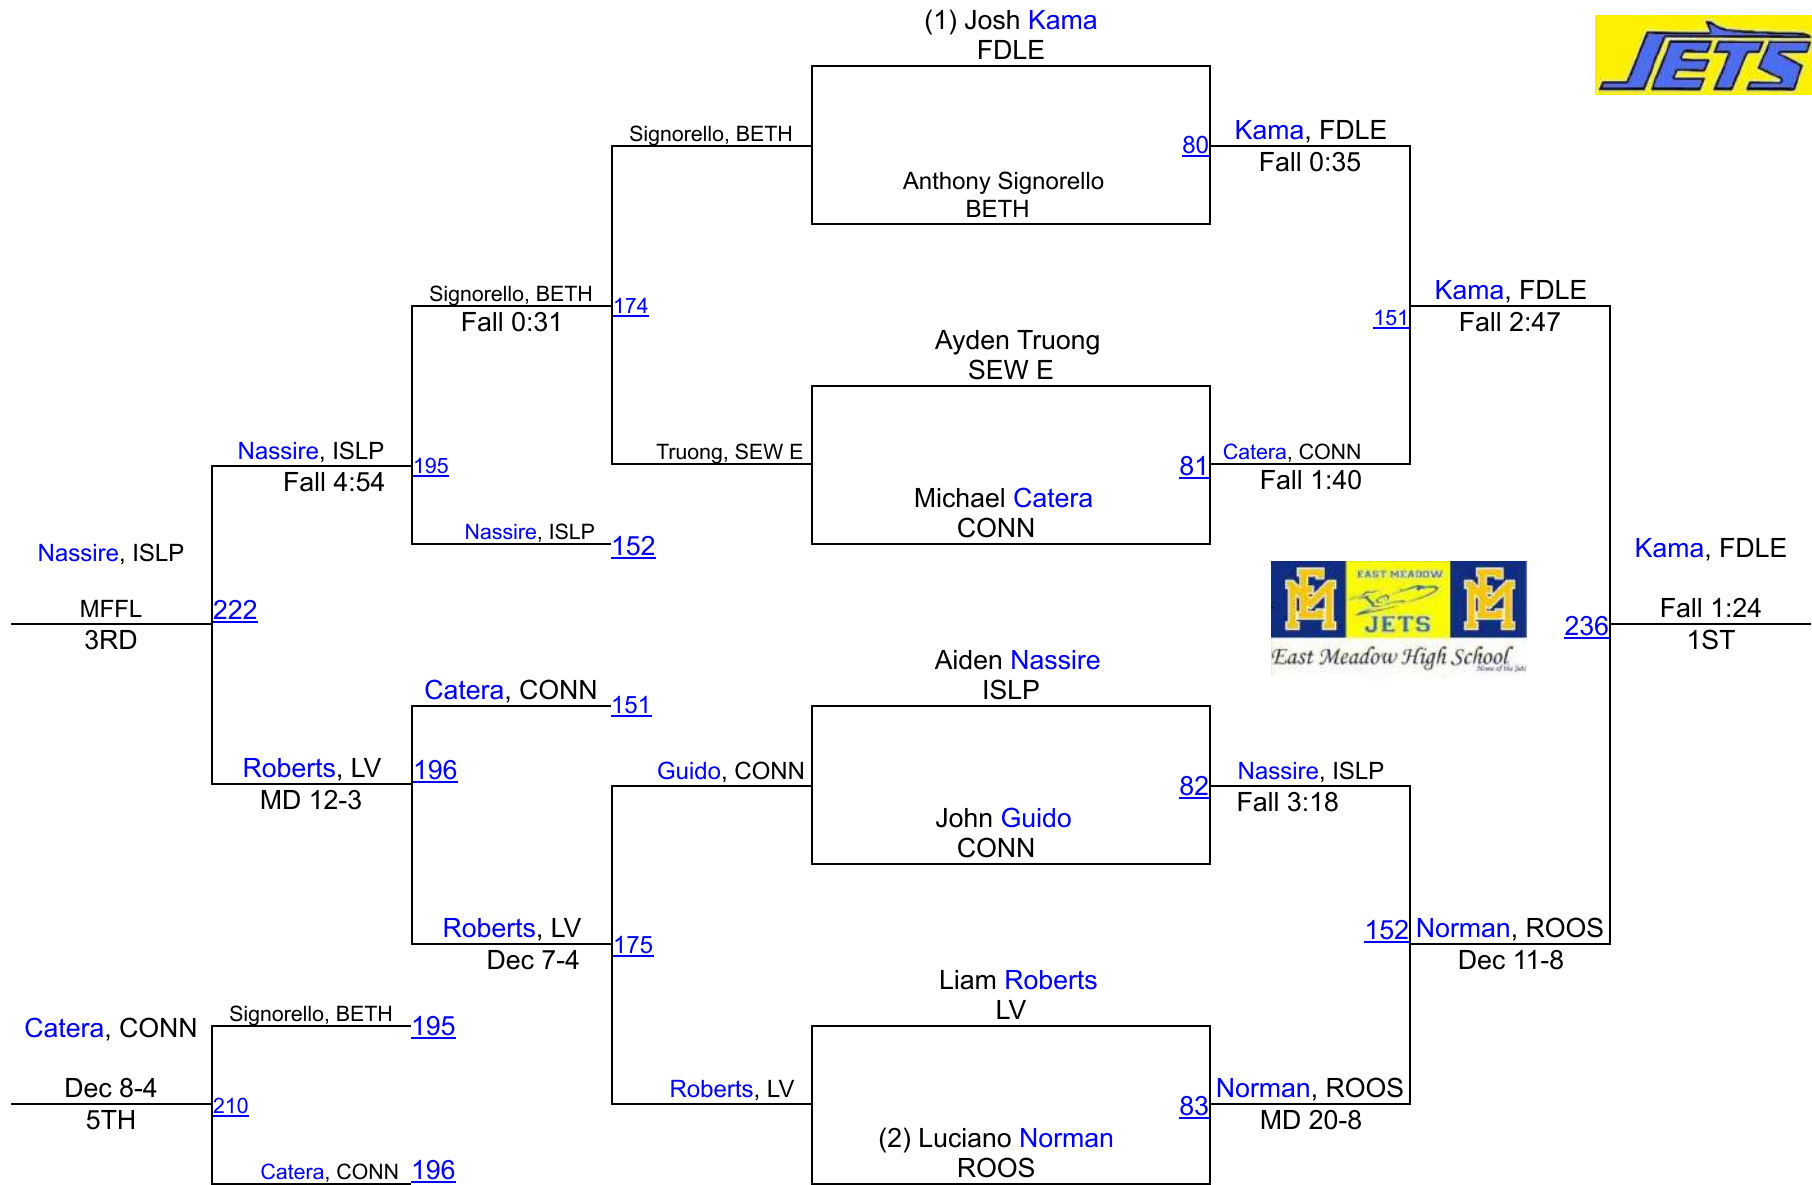 (1) Josh Kama
FDLE
JETS
Signorello, BETH
80
Kama, FDLE
Fall 0:35
Anthony Signorello
BETH
Signorello, BETH
Fall 0:31
174
Kama, FDLE
Fall 2:47
151
Ayden Truong
SEW E
Nassire, ISLP
Fall 4:54
195
Truong, SEW E
81
Catera, CONN
Fall 1:40
Michael Catera
CONN
Nassire, ISLP
152
Nassire, ISLP
MFFL
3RD
222
EAST MEADOW
JETS
East Meadow High School
Home of the Jets
Kama, FDLE
Fall 1:24
1ST
236
Aiden Nassire
ISLP
Catera, CONN
151
Roberts, LV
MD 12-3
196
Guido, CONN
82
Nassire, ISLP
Fall 3:18
John Guido
CONN
Roberts, LV
Dec 7-4
175
152
Norman, ROOS
Dec 11-8
Liam Roberts
LV
Signorello, BETH
195
Catera, CONN
Dec 8-4
5TH
210
Roberts, LV
83
Norman, ROOS
MD 20-8
(2) Luciano Norman
ROOS
Catera, CONN
196